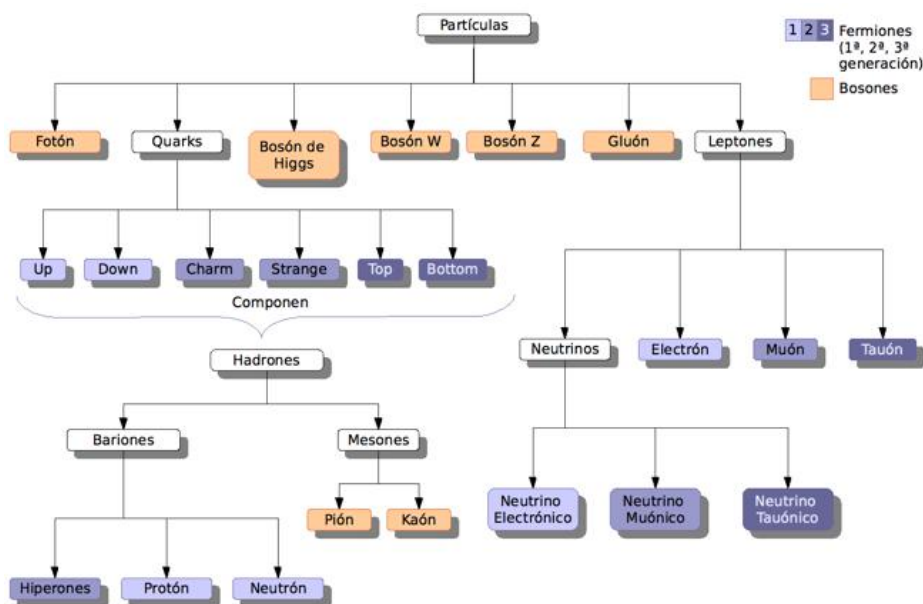 Partículas
1 2 3 Fermiones
(1ª, 2ª, 3ª
generación)
Bosones
Fotón
Quarks
Bosón de
Higgs
Bosón W
Bosón Z
Gluón
Leptones
Up
Down
Charm
Strange
Top
Bottom
Componen
Hadrones
Neutrinos
Electrón
Muón
Tauón
Bariones
Mesones
Pión
Kaón
Neutrino
Electrónico
Neutrino
Muónico
Neutrino
Tauónico
Hiperones
Protón
Neutrón